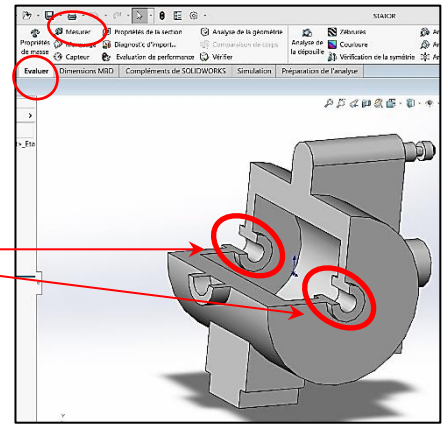 STATOR
Mesurer Propriétés de la section Analyse de la géométrie Zébrures
Propriétés de masse Marquage Diagnostic d'import... Comparaison de corps Analyse de la dépouille Courbure
Capteur Evaluation de performance Vérifier Vérification de la symétrie
Evaluer Dimensions MBD Compléments de SOLIDWORKS Simulation Préparation de l'analyse